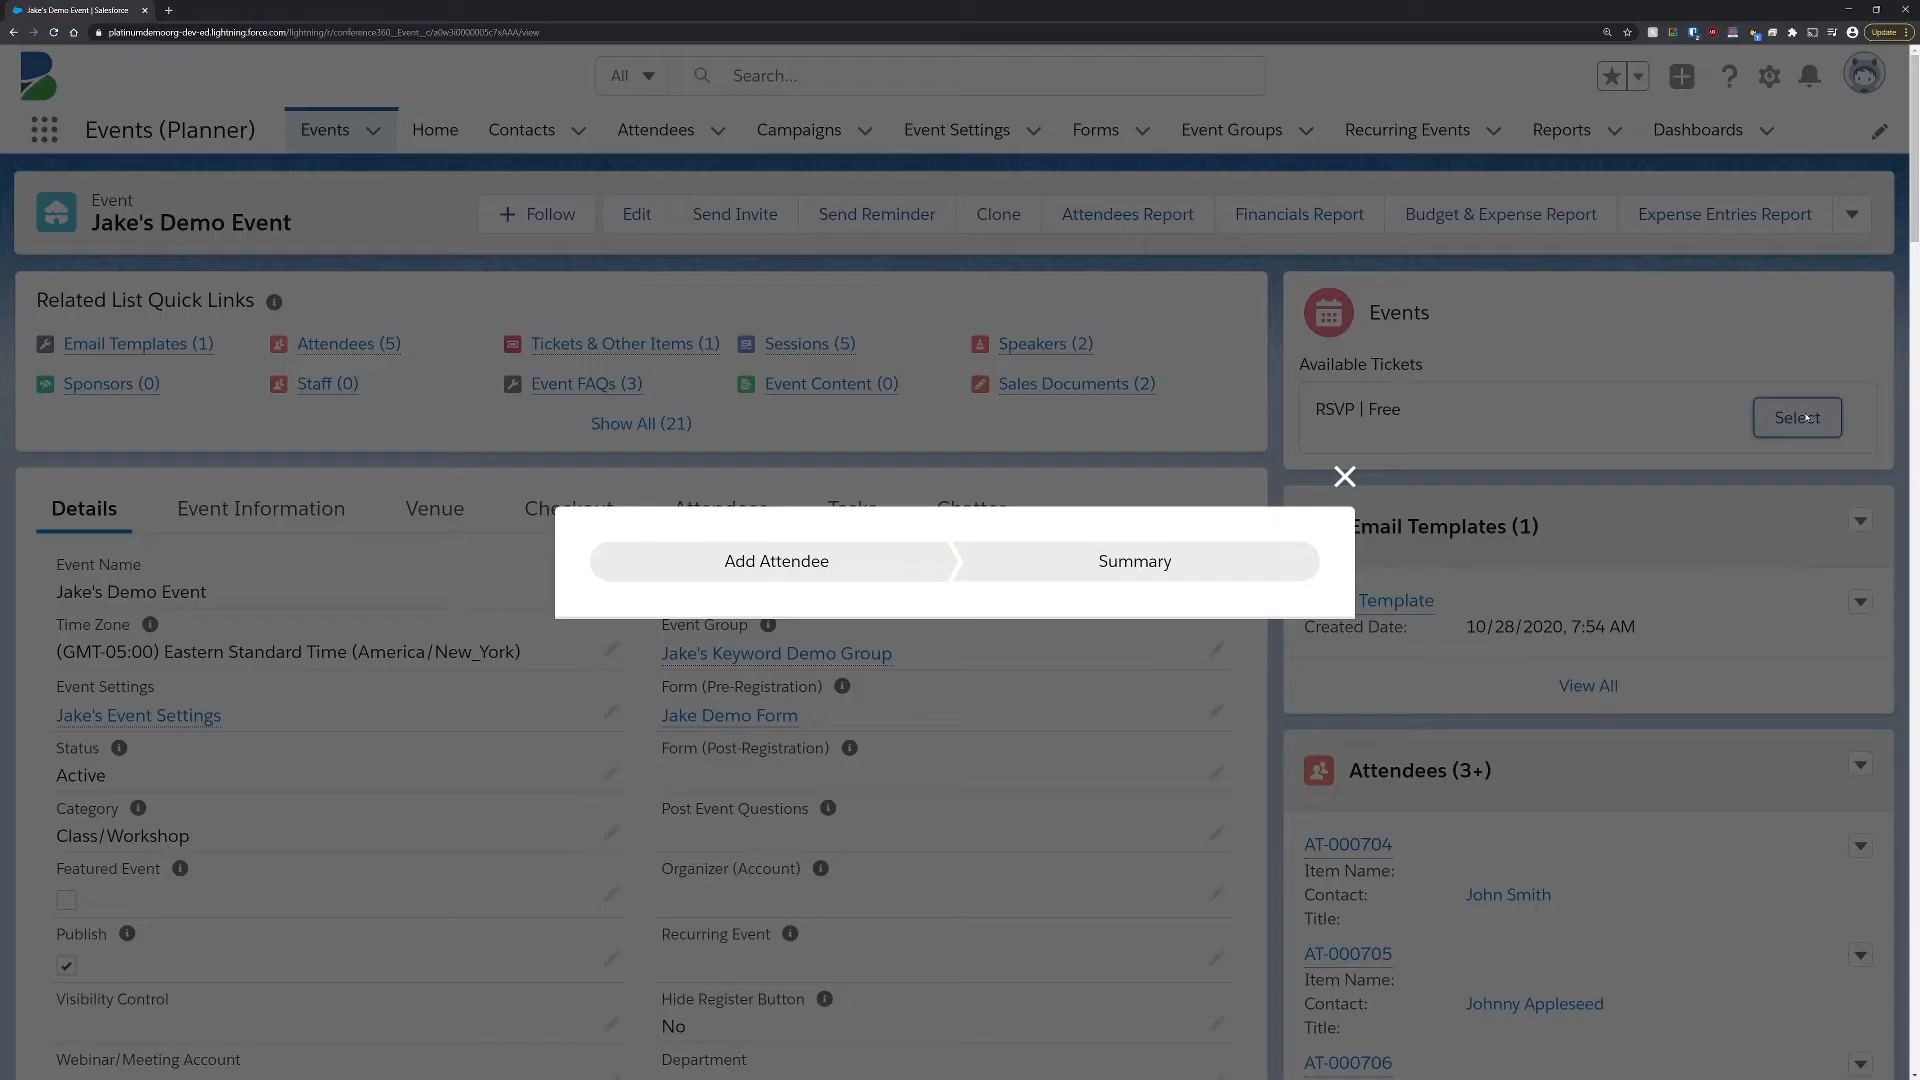 Jake's Demo Event | Salesforce
platinumdemoorg-dev-ed.lightning.force.com/lightning/r/conference360__Event__c/a0w3i0000005c7xAAA/view
Update
All
Search...
Events (Planner)
Events
Home
Contacts
Attendees
Campaigns
Event Settings
Forms
Event Groups
Recurring Events
Reports
Dashboards
Event
Jake's Demo Event
Follow
Edit
Send Invite
Send Reminder
Clone
Attendees Report
Financials Report
Budget & Expense Report
Expense Entries Report
Related List Quick Links
Email Templates (1)
Attendees (5)
Tickets & Other Items (1)
Sessions (5)
Speakers (2)
Sponsors (0)
Staff (0)
Event FAQs (3)
Event Content (0)
Sales Documents (2)
Show All (21)
Events
Available Tickets
RSVP | Free
Select
Details
Event Information
Venue
Checkout
Attendees
Tasks
Chatter
Add Attendee
Summary
Event Name
Jake's Demo Event
Time Zone
(GMT-05:00) Eastern Standard Time (America/New_York)
Event Group
Jake's Keyword Demo Group
Event Settings
Jake's Event Settings
Form (Pre-Registration)
Jake Demo Form
Status
Active
Form (Post-Registration)
Category
Class/Workshop
Post Event Questions
Featured Event
Organizer (Account)
Publish
Recurring Event
Visibility Control
Hide Register Button
No
Webinar/Meeting Account
Department
Email Templates (1)
Template
Created Date:
10/28/2020, 7:54 AM
View All
Attendees (3+)
AT-000704
Item Name:
Contact:
John Smith
Title:
AT-000705
Item Name:
Contact:
Johnny Appleseed
Title:
AT-000706